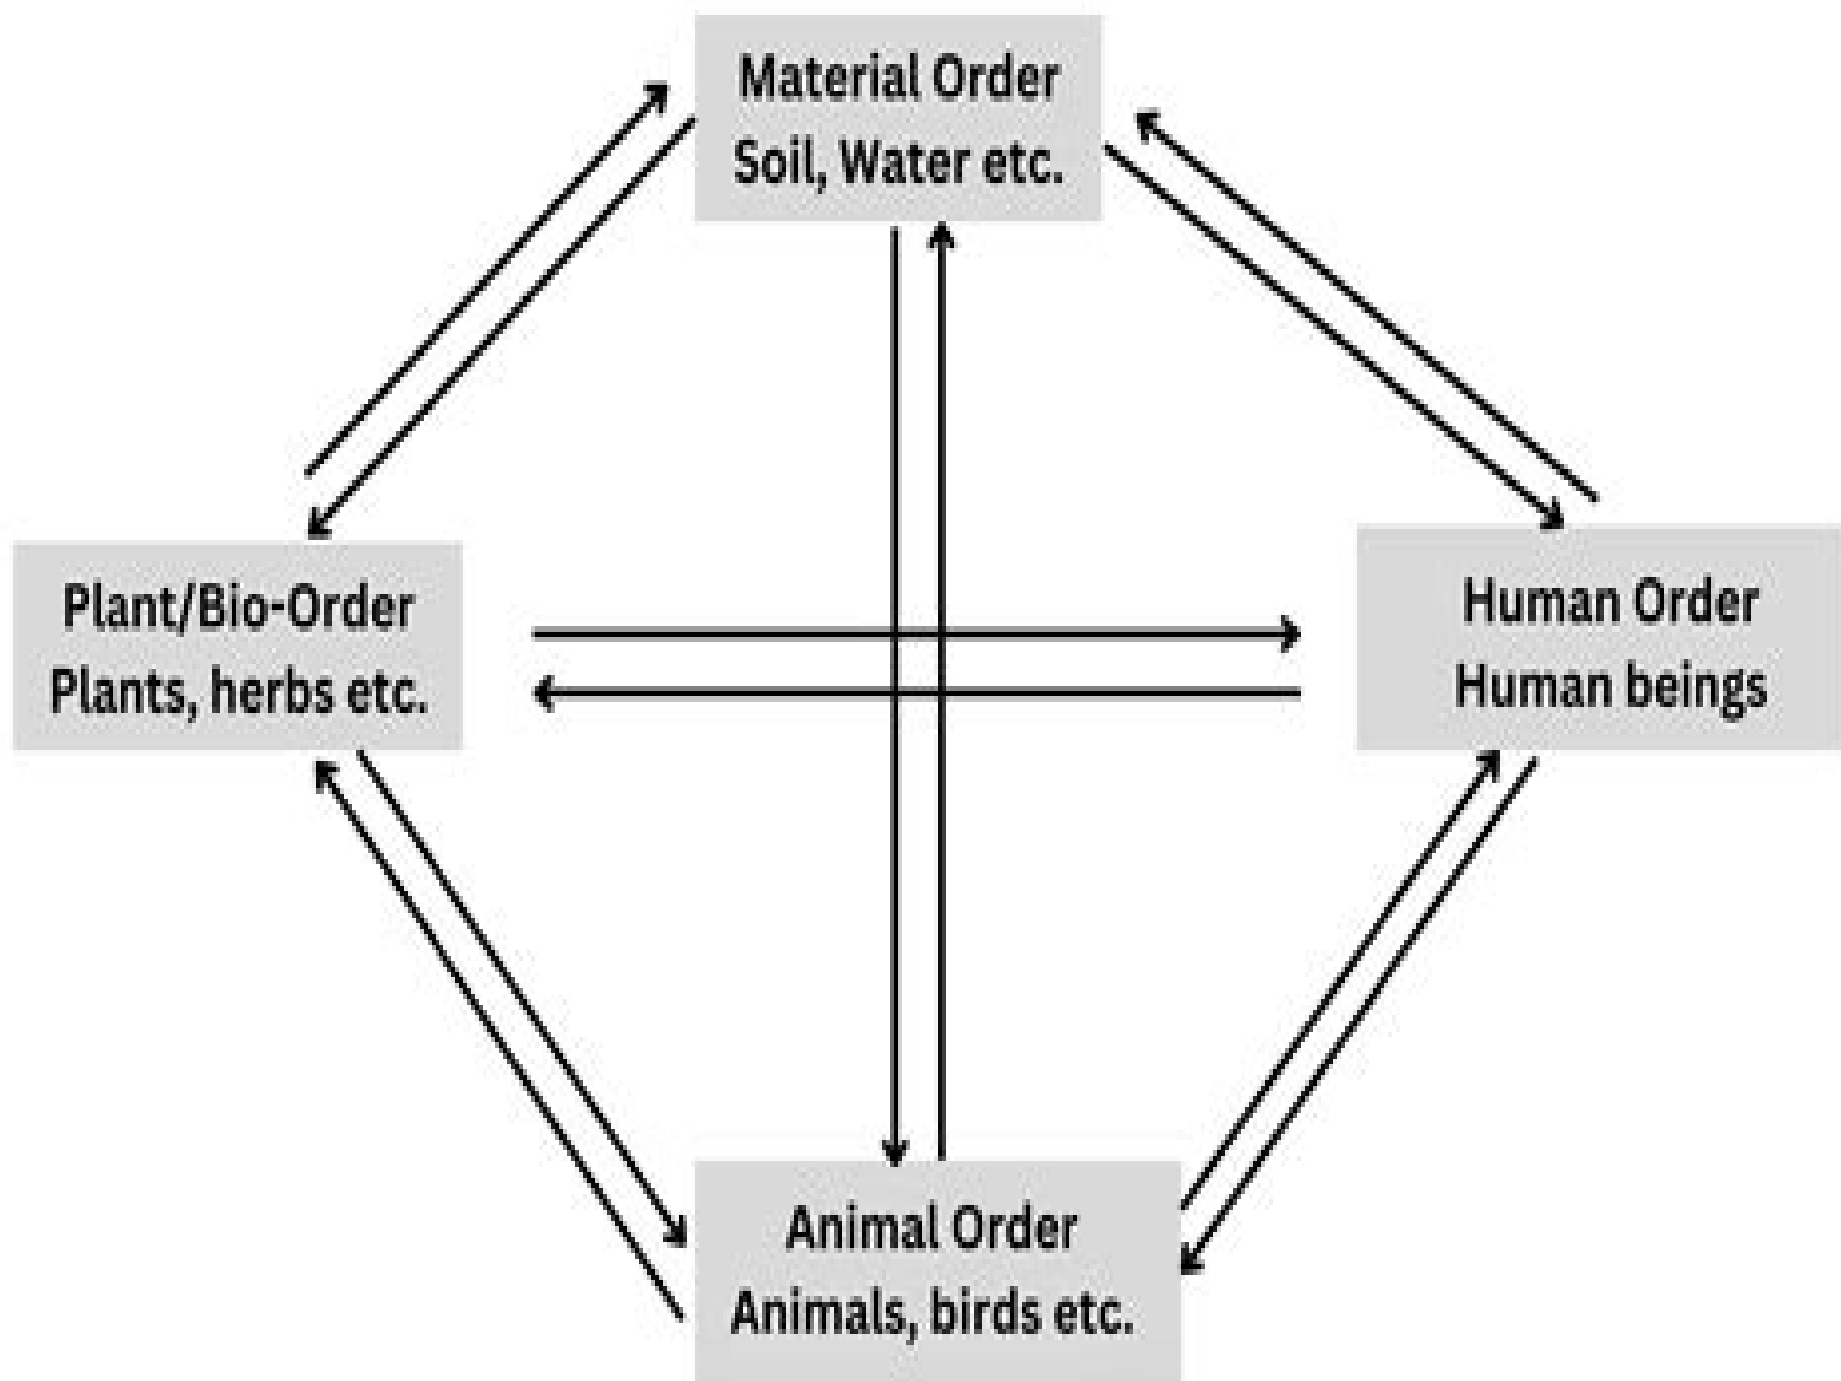 Material Order
Soil, Water etc.
Plant/Bio-Order
Plants, herbs etc.
Human Order
Human beings
Animal Order
Animals, birds etc.